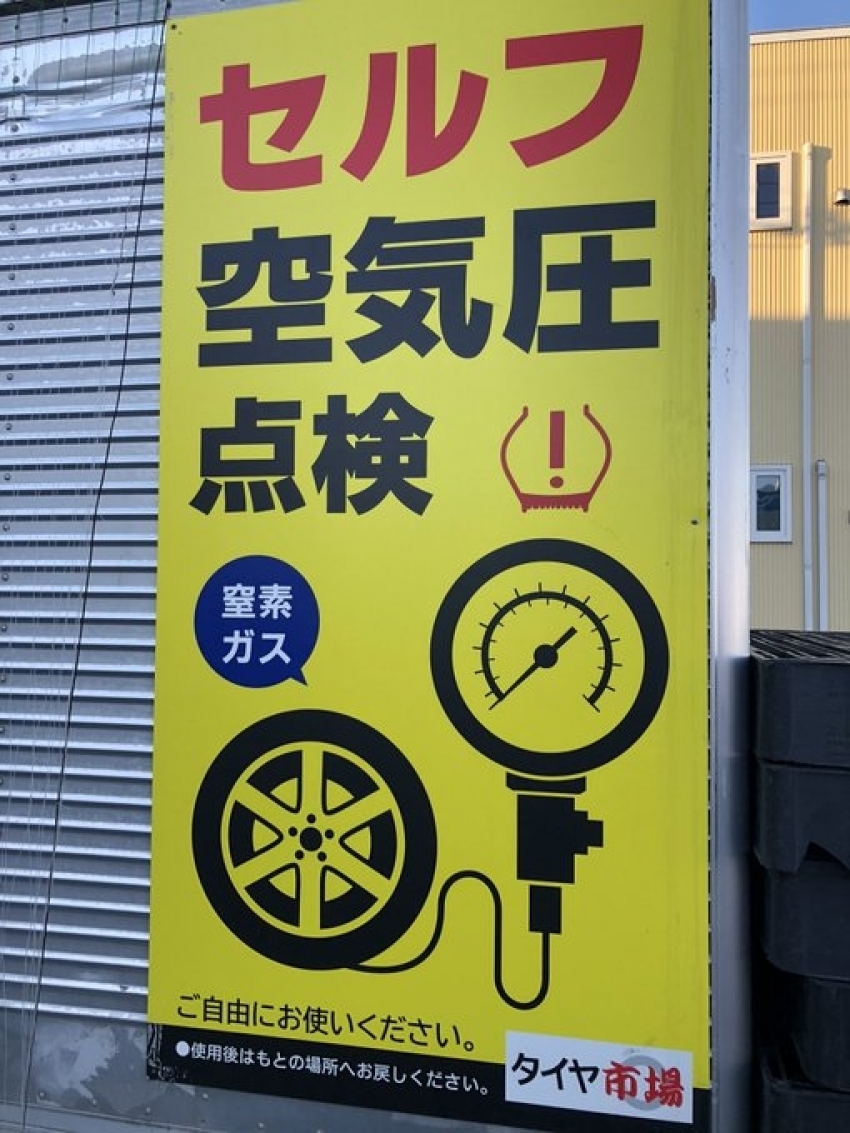 セルフ
空気圧
点検
!
窒素
ガス
ご自由にお使いください。
●使用後はもとの場所へお戻しください。
タイヤ市場